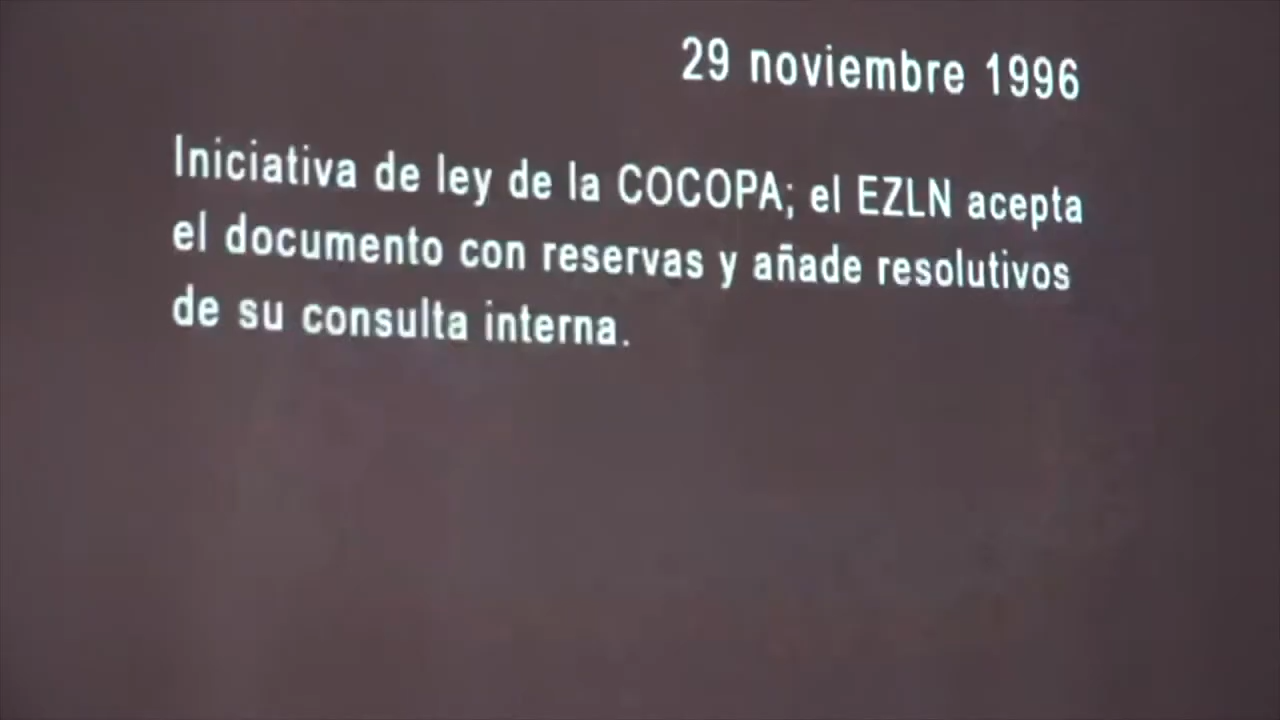 29 noviembre 1996
Iniciativa de ley de la COCOPA; el EZLN acepta
el documento con reservas y añade resolutivos
de su consulta interna.